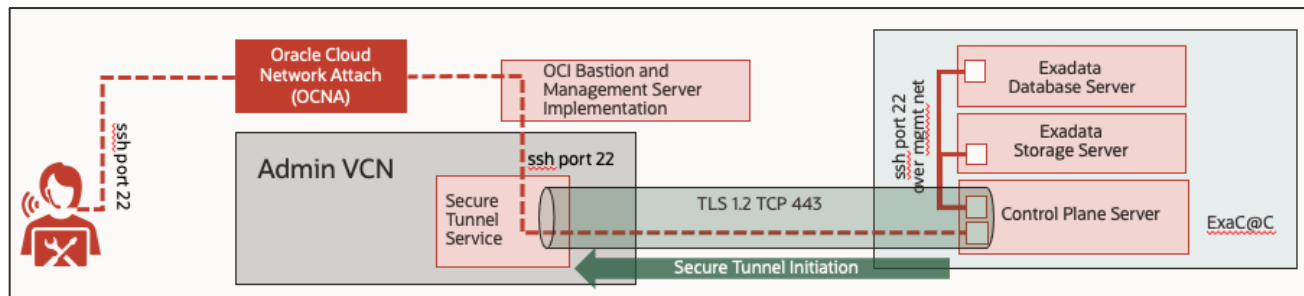 Oracle Cloud
Network Attach
(OCNA)
OCI Bastion and
Management Server
Implementation
ssh port 22
Admin VCN
ssh port 22
Secure
Tunnel
Service
TLS 1.2 TCP 443
Secure Tunnel Initiation
ssh port 22
over mgmt net
Exadata
Database Server
Exadata
Storage Server
Control Plane Server
ExaC@C